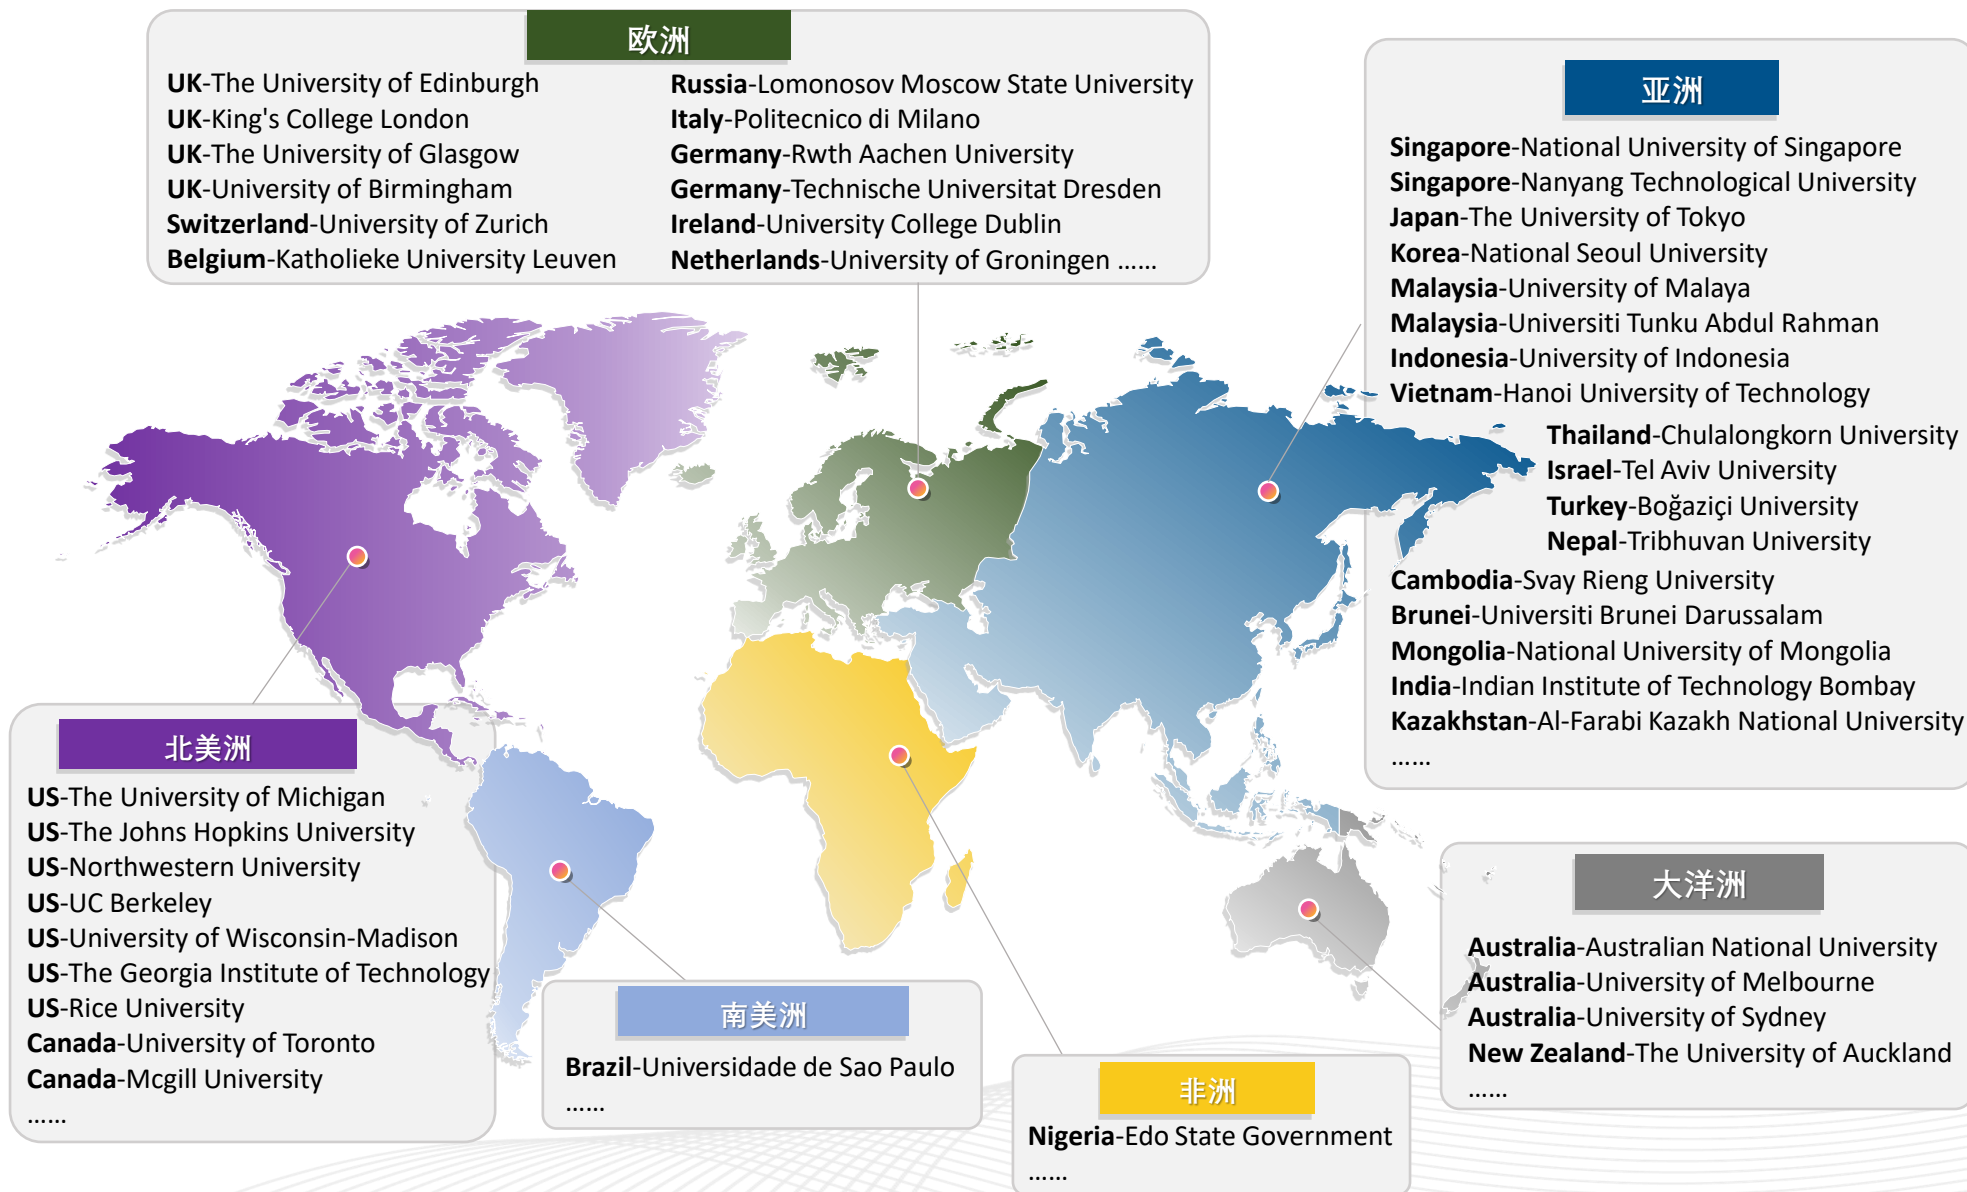 欧洲
UK-The University of Edinburgh
UK-King's College London
UK-The University of Glasgow
UK-University of Birmingham
Switzerland-University of Zurich
Belgium-Katholieke University Leuven
Russia-Lomonosov Moscow State University
Italy-Politecnico di Milano
Germany-Rwth Aachen University
Germany-Technische Universitat Dresden
Ireland-University College Dublin
Netherlands-University of Groningen ……
亚洲
Singapore-National University of Singapore
Singapore-Nanyang Technological University
Japan-The University of Tokyo
Korea-National Seoul University
Malaysia-University of Malaya
Malaysia-Universiti Tunku Abdul Rahman
Indonesia-University of Indonesia
Vietnam-Hanoi University of Technology
Thailand-Chulalongkorn University
Israel-Tel Aviv University
Turkey-Boğaziçi University
Nepal-Tribhuvan University
Cambodia-Svay Rieng University
Brunei-Universiti Brunei Darussalam
Mongolia-National University of Mongolia
India-Indian Institute of Technology Bombay
Kazakhstan-Al-Farabi Kazakh National University
……
北美洲
US-The University of Michigan
US-The Johns Hopkins University
US-Northwestern University
US-UC Berkeley
US-University of Wisconsin-Madison
US-The Georgia Institute of Technology
US-Rice University
Canada-University of Toronto
Canada-Mcgill University
……
南美洲
Brazil-Universidade de Sao Paulo
……
非洲
Nigeria-Edo State Government
……
大洋洲
Australia-Australian National University
Australia-University of Melbourne
Australia-University of Sydney
New Zealand-The University of Auckland
……